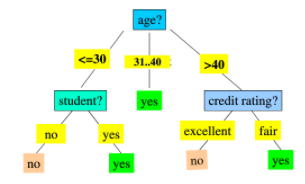 age?
<=30
31..40
>40
student?
yes
credit rating?
no
yes
excellent
fair
no
yes
no
yes